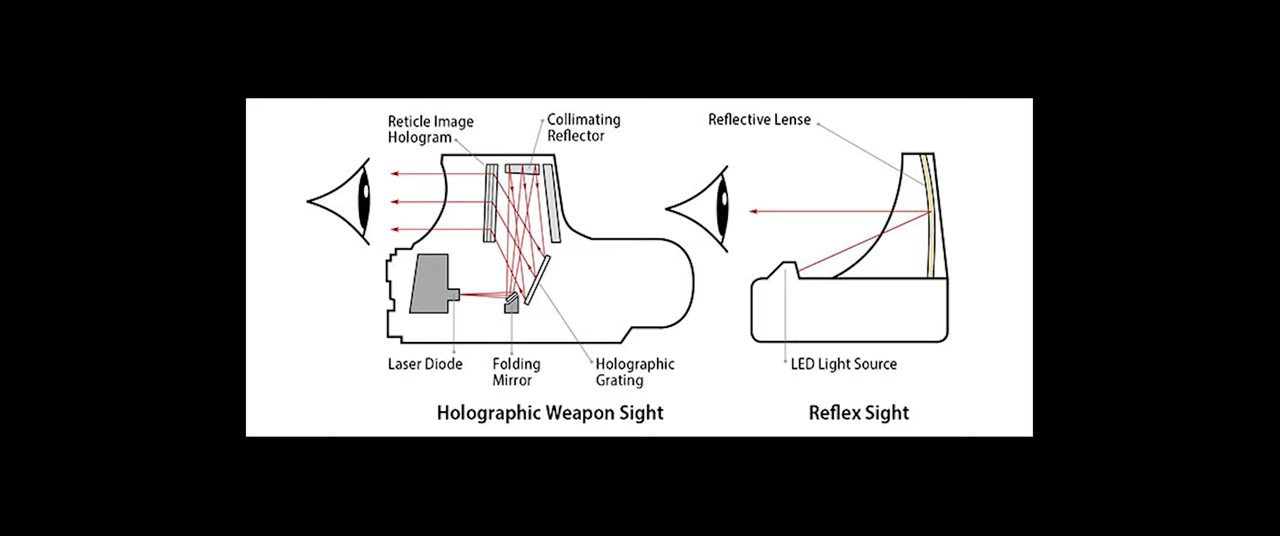 Reticle Image
Hologram
Collimating
Reflector
Reflective Lense
Laser Diode
Folding
Mirror
Holographic
Grating
LED Light Source
Holographic Weapon Sight
Reflex Sight